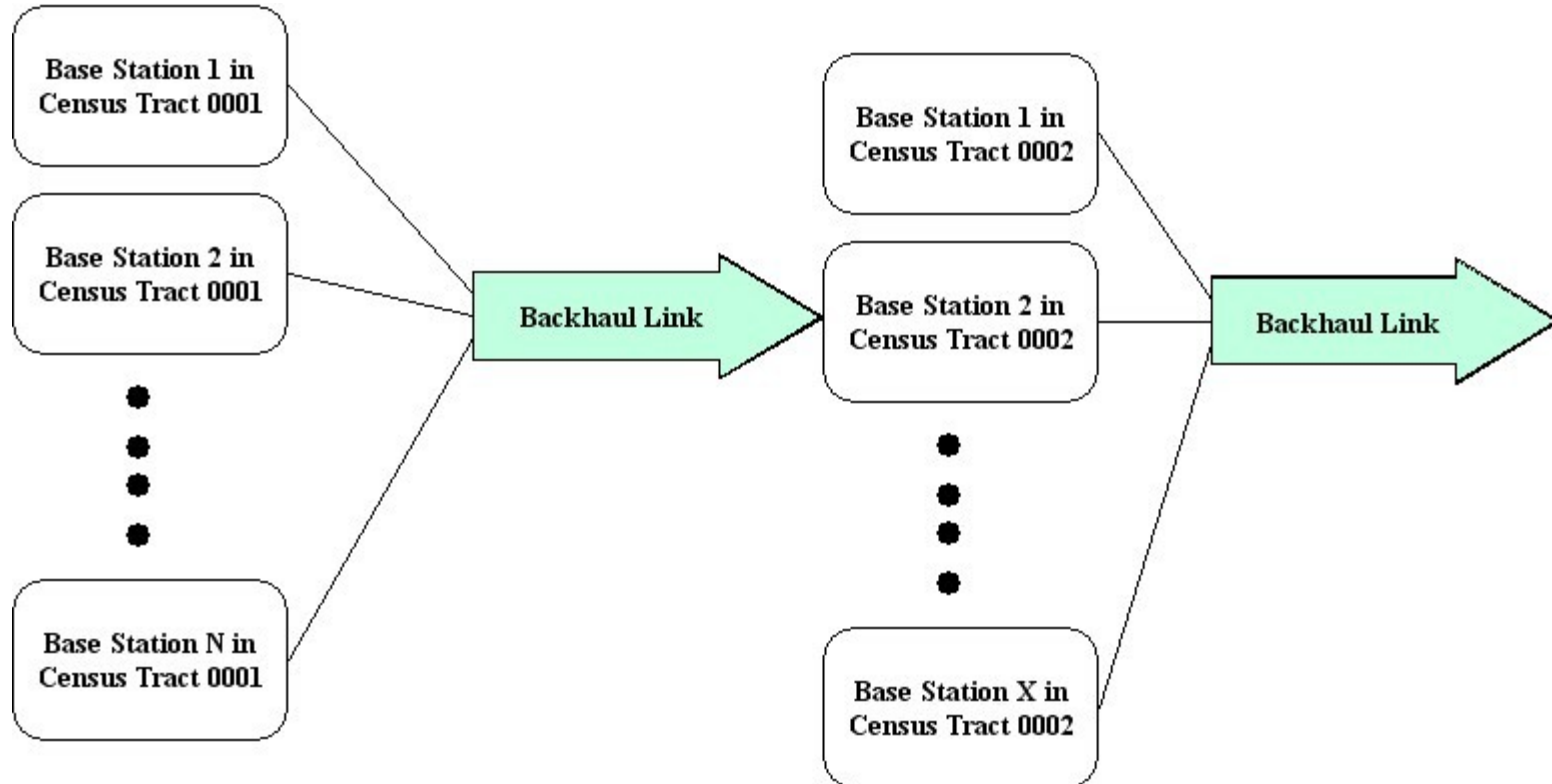 Base Station 1 in
Census Tract 0001
Base Station 2 in
Census Tract 0001
Base Station N in
Census Tract 0001
Backhaul Link
Base Station 1 in
Census Tract 0002
Base Station 2 in
Census Tract 0002
Base Station X in
Census Tract 0002
Backhaul Link